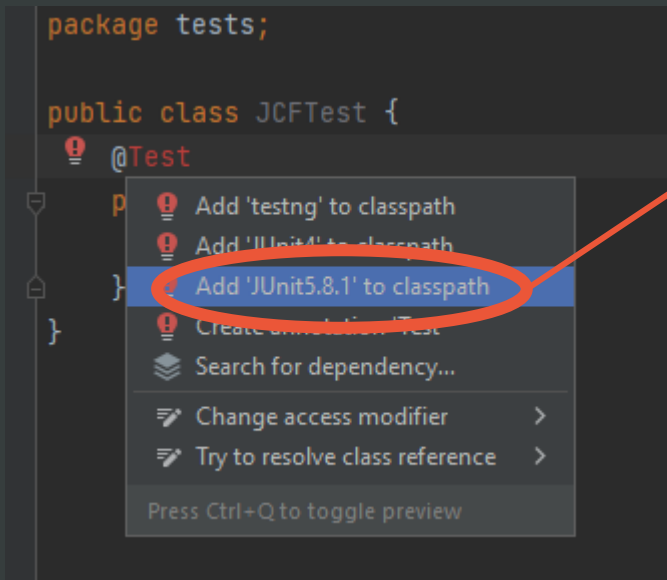 package tests;
public class JCFTest {
@Test
p
Add 'testng' to classpath
Add 'JUnit4' to classpath
}
Add 'JUnit5.8.1' to classpath
}
Create annotation 'Test'
Search for dependency...
Change access modifier
Try to resolve class reference
Press Ctrl+Q to toggle preview